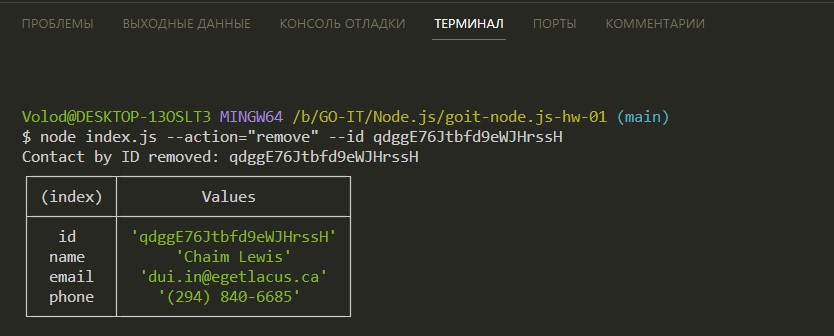 ПРОБЛЕМЫ ВЫХОДНЫЕ ДАННЫЕ КОНСОЛЬ ОТЛАДКИ ТЕРМИНАЛ ПОРТЫ КОММЕНТАРИИ
Volod@DESKTOP-13OSLT3 MINGW64 /b/GO-IT/Node.js/goit-node.js-hw-01 (main)
$ node index.js --action="remove" --id qdggE76Jtbfd9eWJHrssH
Contact by ID removed: qdggE76Jtbfd9eWJHrssH
(index) Values
id 'qdggE76Jtbfd9eWJHrssH'
name 'Chaim Lewis'
email 'dui.in@egetlacus.ca'
phone '(294) 840-6685'